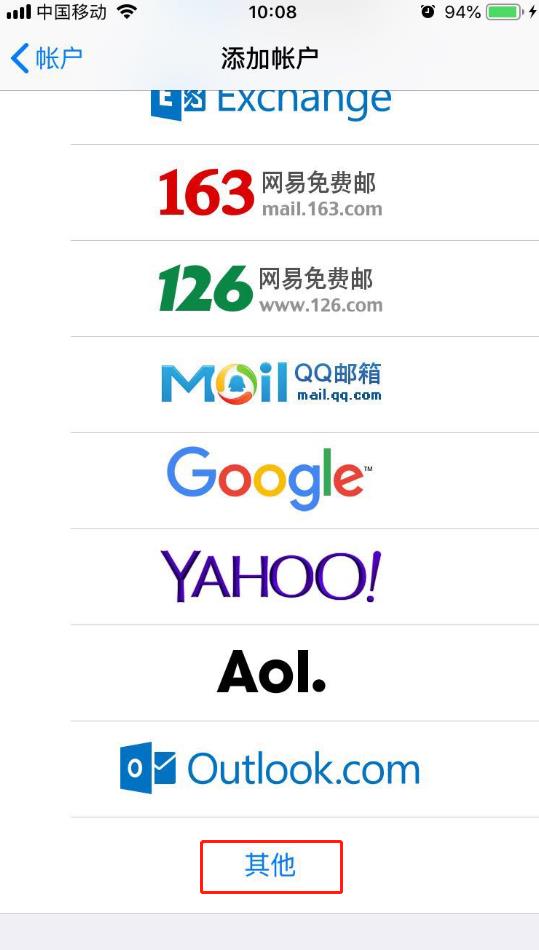 中国移动
10:08
94%
帐户
添加帐户
Exchange
163 网易免费邮
mail.163.com
126 网易免费邮
www.126.com
Mail QQ邮箱
mail.qq.com
Google™
YAHOO!
Aol.
Outlook.com
其他